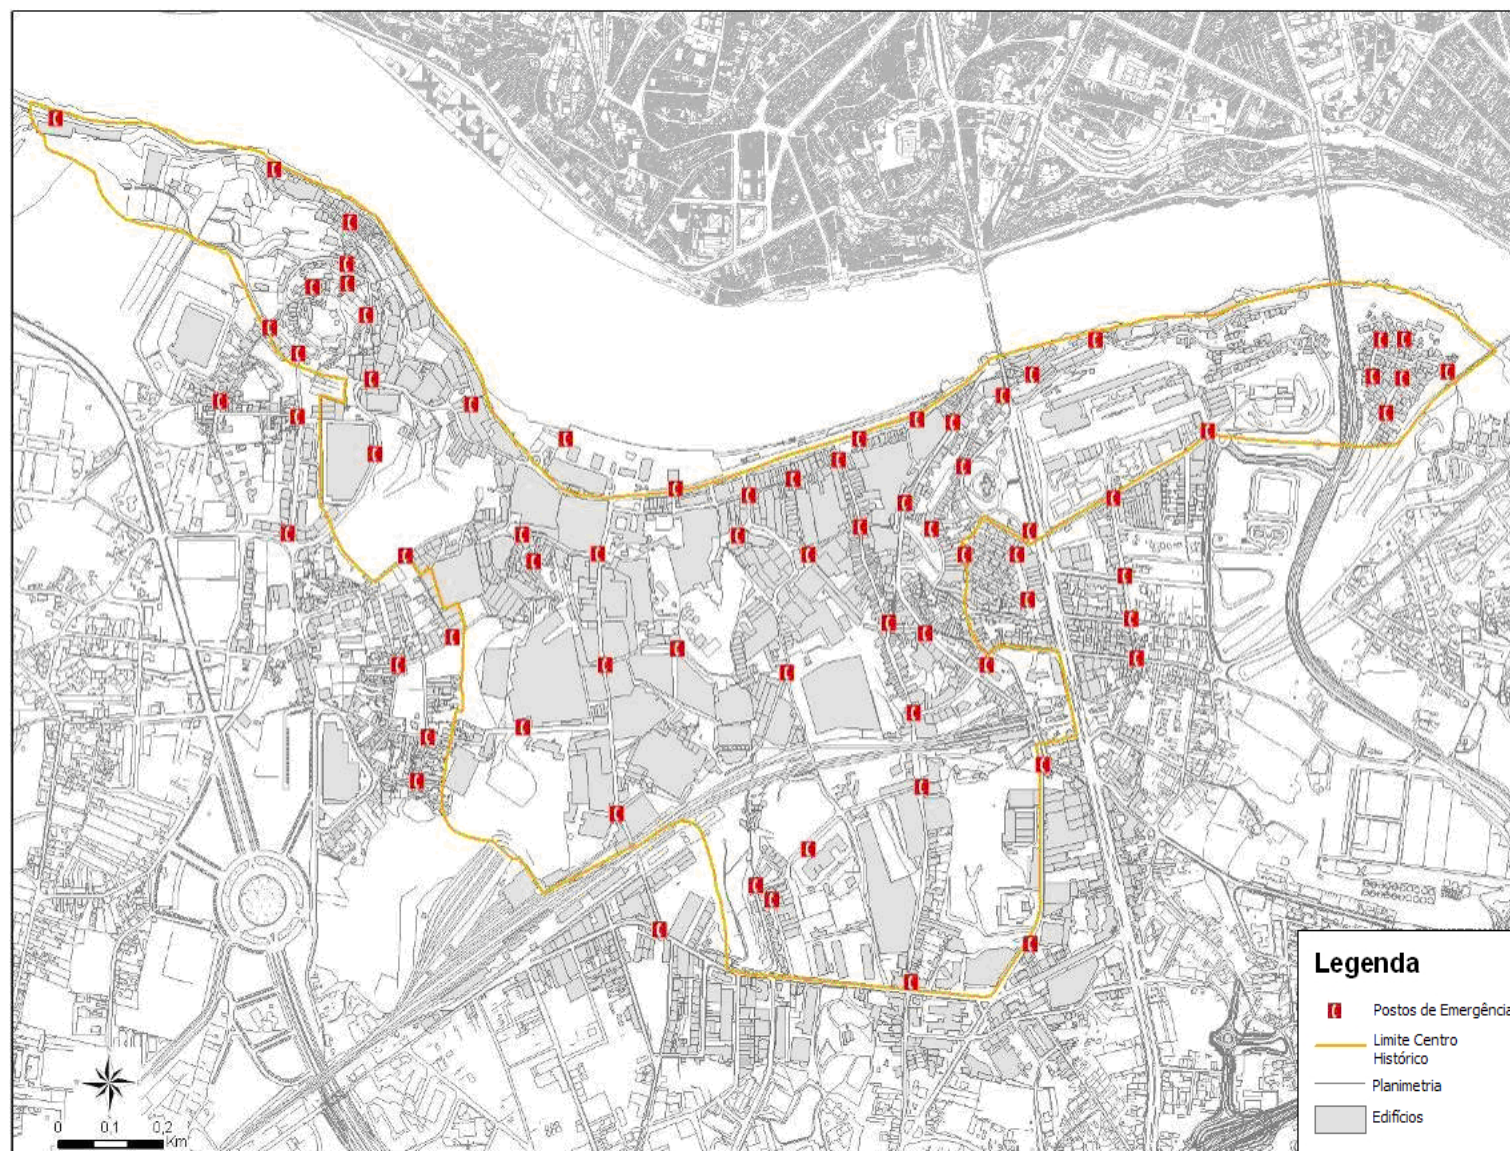 Legenda
Postos de Emergência
Limite Centro
Histórico
Planimetria
Edifícios
0 0,1 0,2
Km